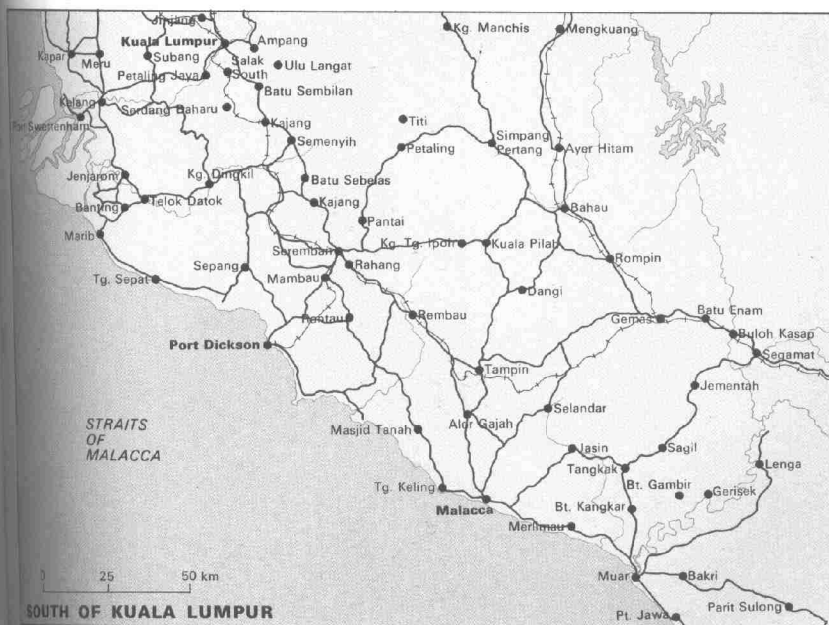 Jinjang
Kuala Lumpur
Ampang
Kg. Manchis
Mengkuang
Kapar
Meru
Subang
Salak
South
Ulu Langat
Petaling Jaya
Batu Sembilan
Kelang
Serdang Baharu
Port Swettenham
Kajang
Titi
Semenyih
Petaling
Simpang
Pertang
Ayer Hitam
Jenjarom
Kg. Dingkil
Batu Sebelas
Banting
Telok Datok
Kajang
Bahau
Pantai
Marib
Seremban
Kg. Tg. Ipoh
Kuala Pilah
Rompin
Sepang
Rahang
Tg. Sepat
Mambau
Dangi
Rantau
Rembau
Gemas
Batu Enam
Buloh Kasap
Port Dickson
Segamat
Tampin
Jementah
STRAITS
OF
MALACCA
Masjid Tanah
Alor Gajah
Selandar
Jasin
Sagil
Tangkak
Lenga
Tg. Keling
Malacca
Bt. Gambir
Gerisek
Bt. Kangkar
Merlimau
0 25 50 km
Muar
Bakri
SOUTH OF KUALA LUMPUR
Pt. Jawa
Parit Sulong